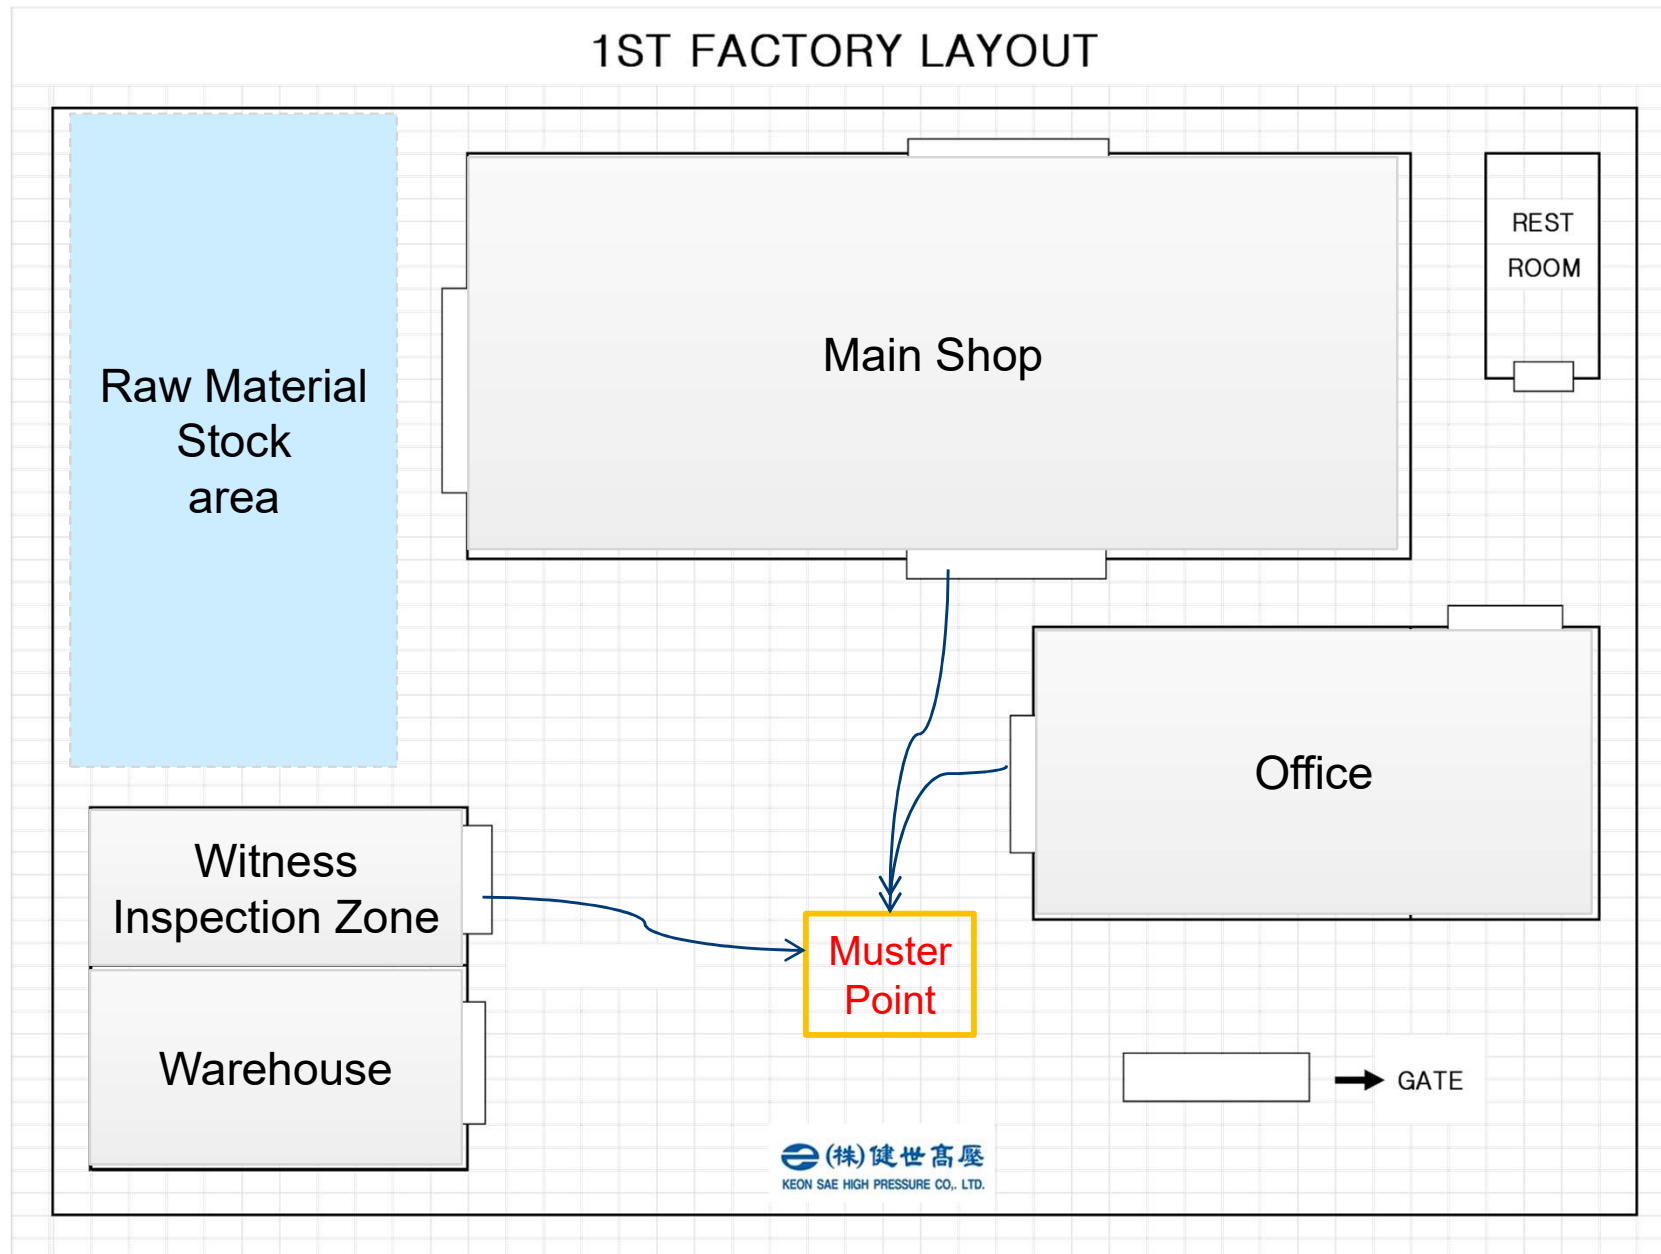 1ST FACTORY LAYOUT
REST
ROOM
Main Shop
Raw Material
Stock
area
Office
Witness
Inspection Zone
Muster
Point
Warehouse
GATE
(株)健世高壓
KEON SAE HIGH PRESSURE CO,. LTD.